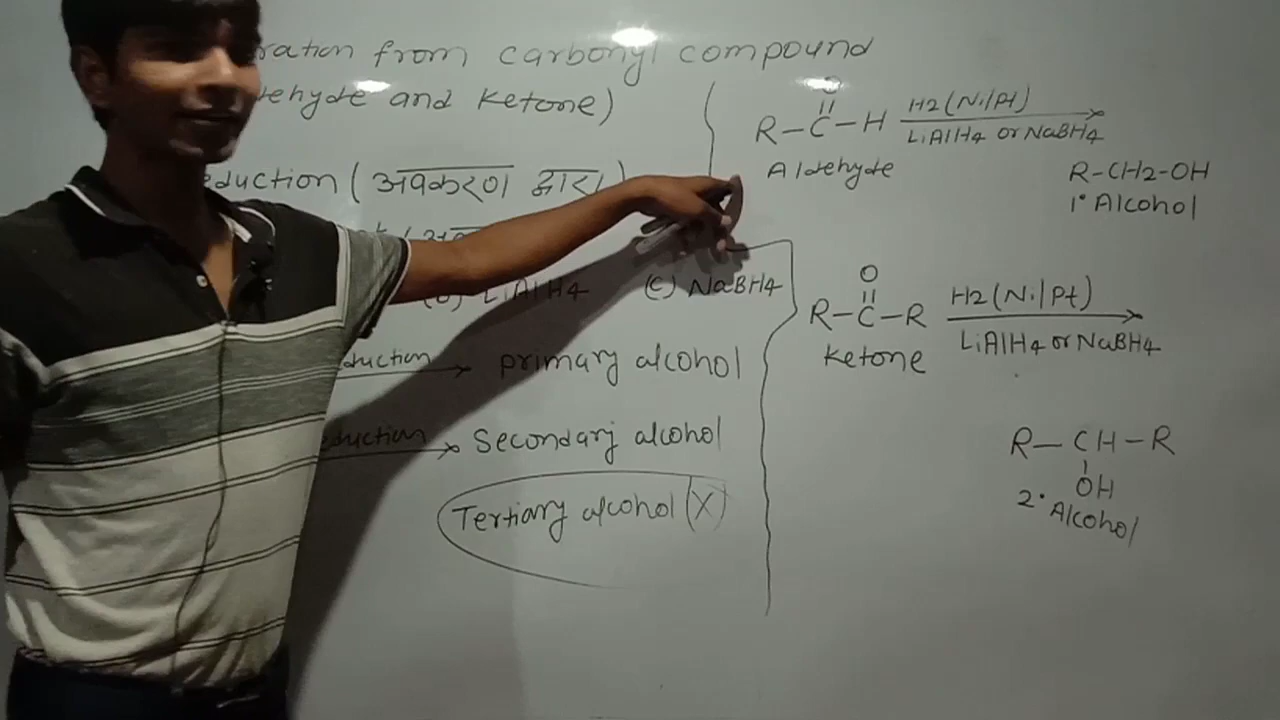 ration from carbonyl compound
ehyde and Ketone)
eduction (अपकरण द्वारा)
(b) LiAlH4 (c) NaBH4
duction primary alcohol
eduction Secondary alcohol
Tertiary alcohol (X)
O
R-C-H H2(Ni/Pt)
LiAlH4 or NaBH4
Aldehyde
R-CH2-OH
1° Alcohol
O
R-C-R H2(Ni/Pt)
LiAlH4 or NaBH4
Ketone
R-CH-R
OH
2° Alcohol